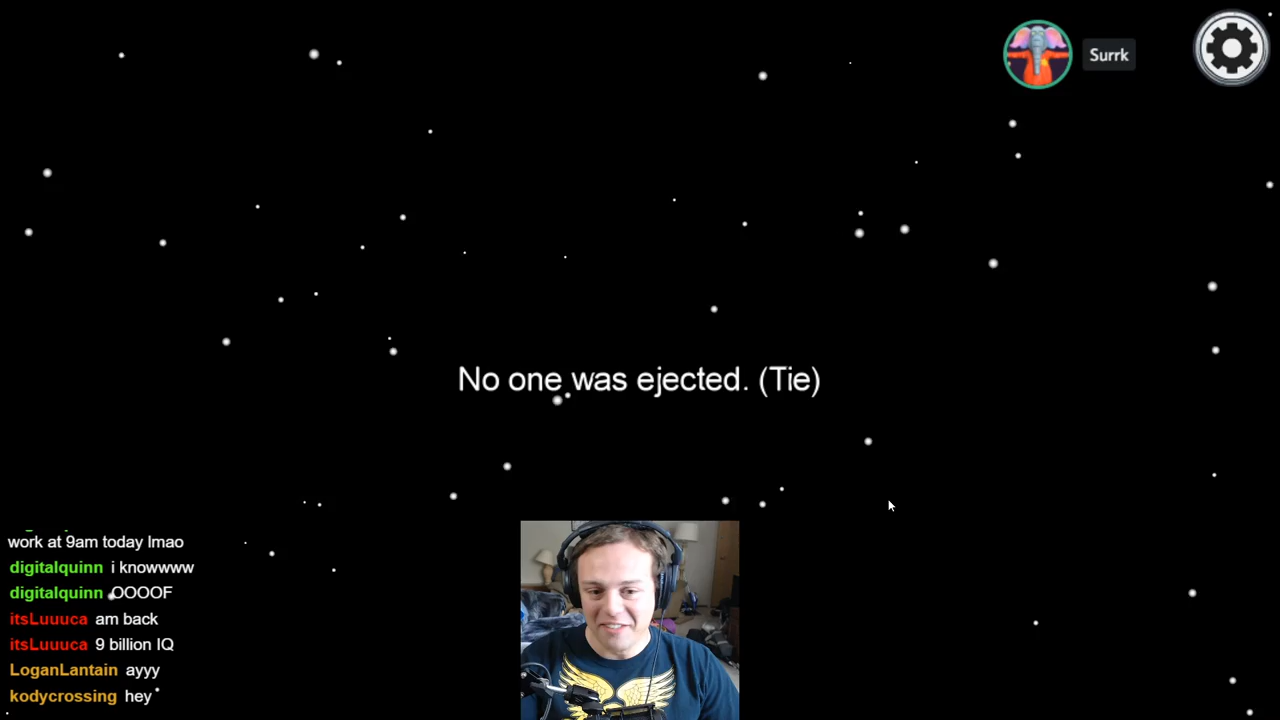 Surrk
No one was ejected. (Tie)
work at 9am today lmao
digitalquinn i knowwww
digitalquinn OOOOF
itsLuuuca am back
itsLuuuca 9 billion IQ
LoganLantain ayyy
kodycrossing hey